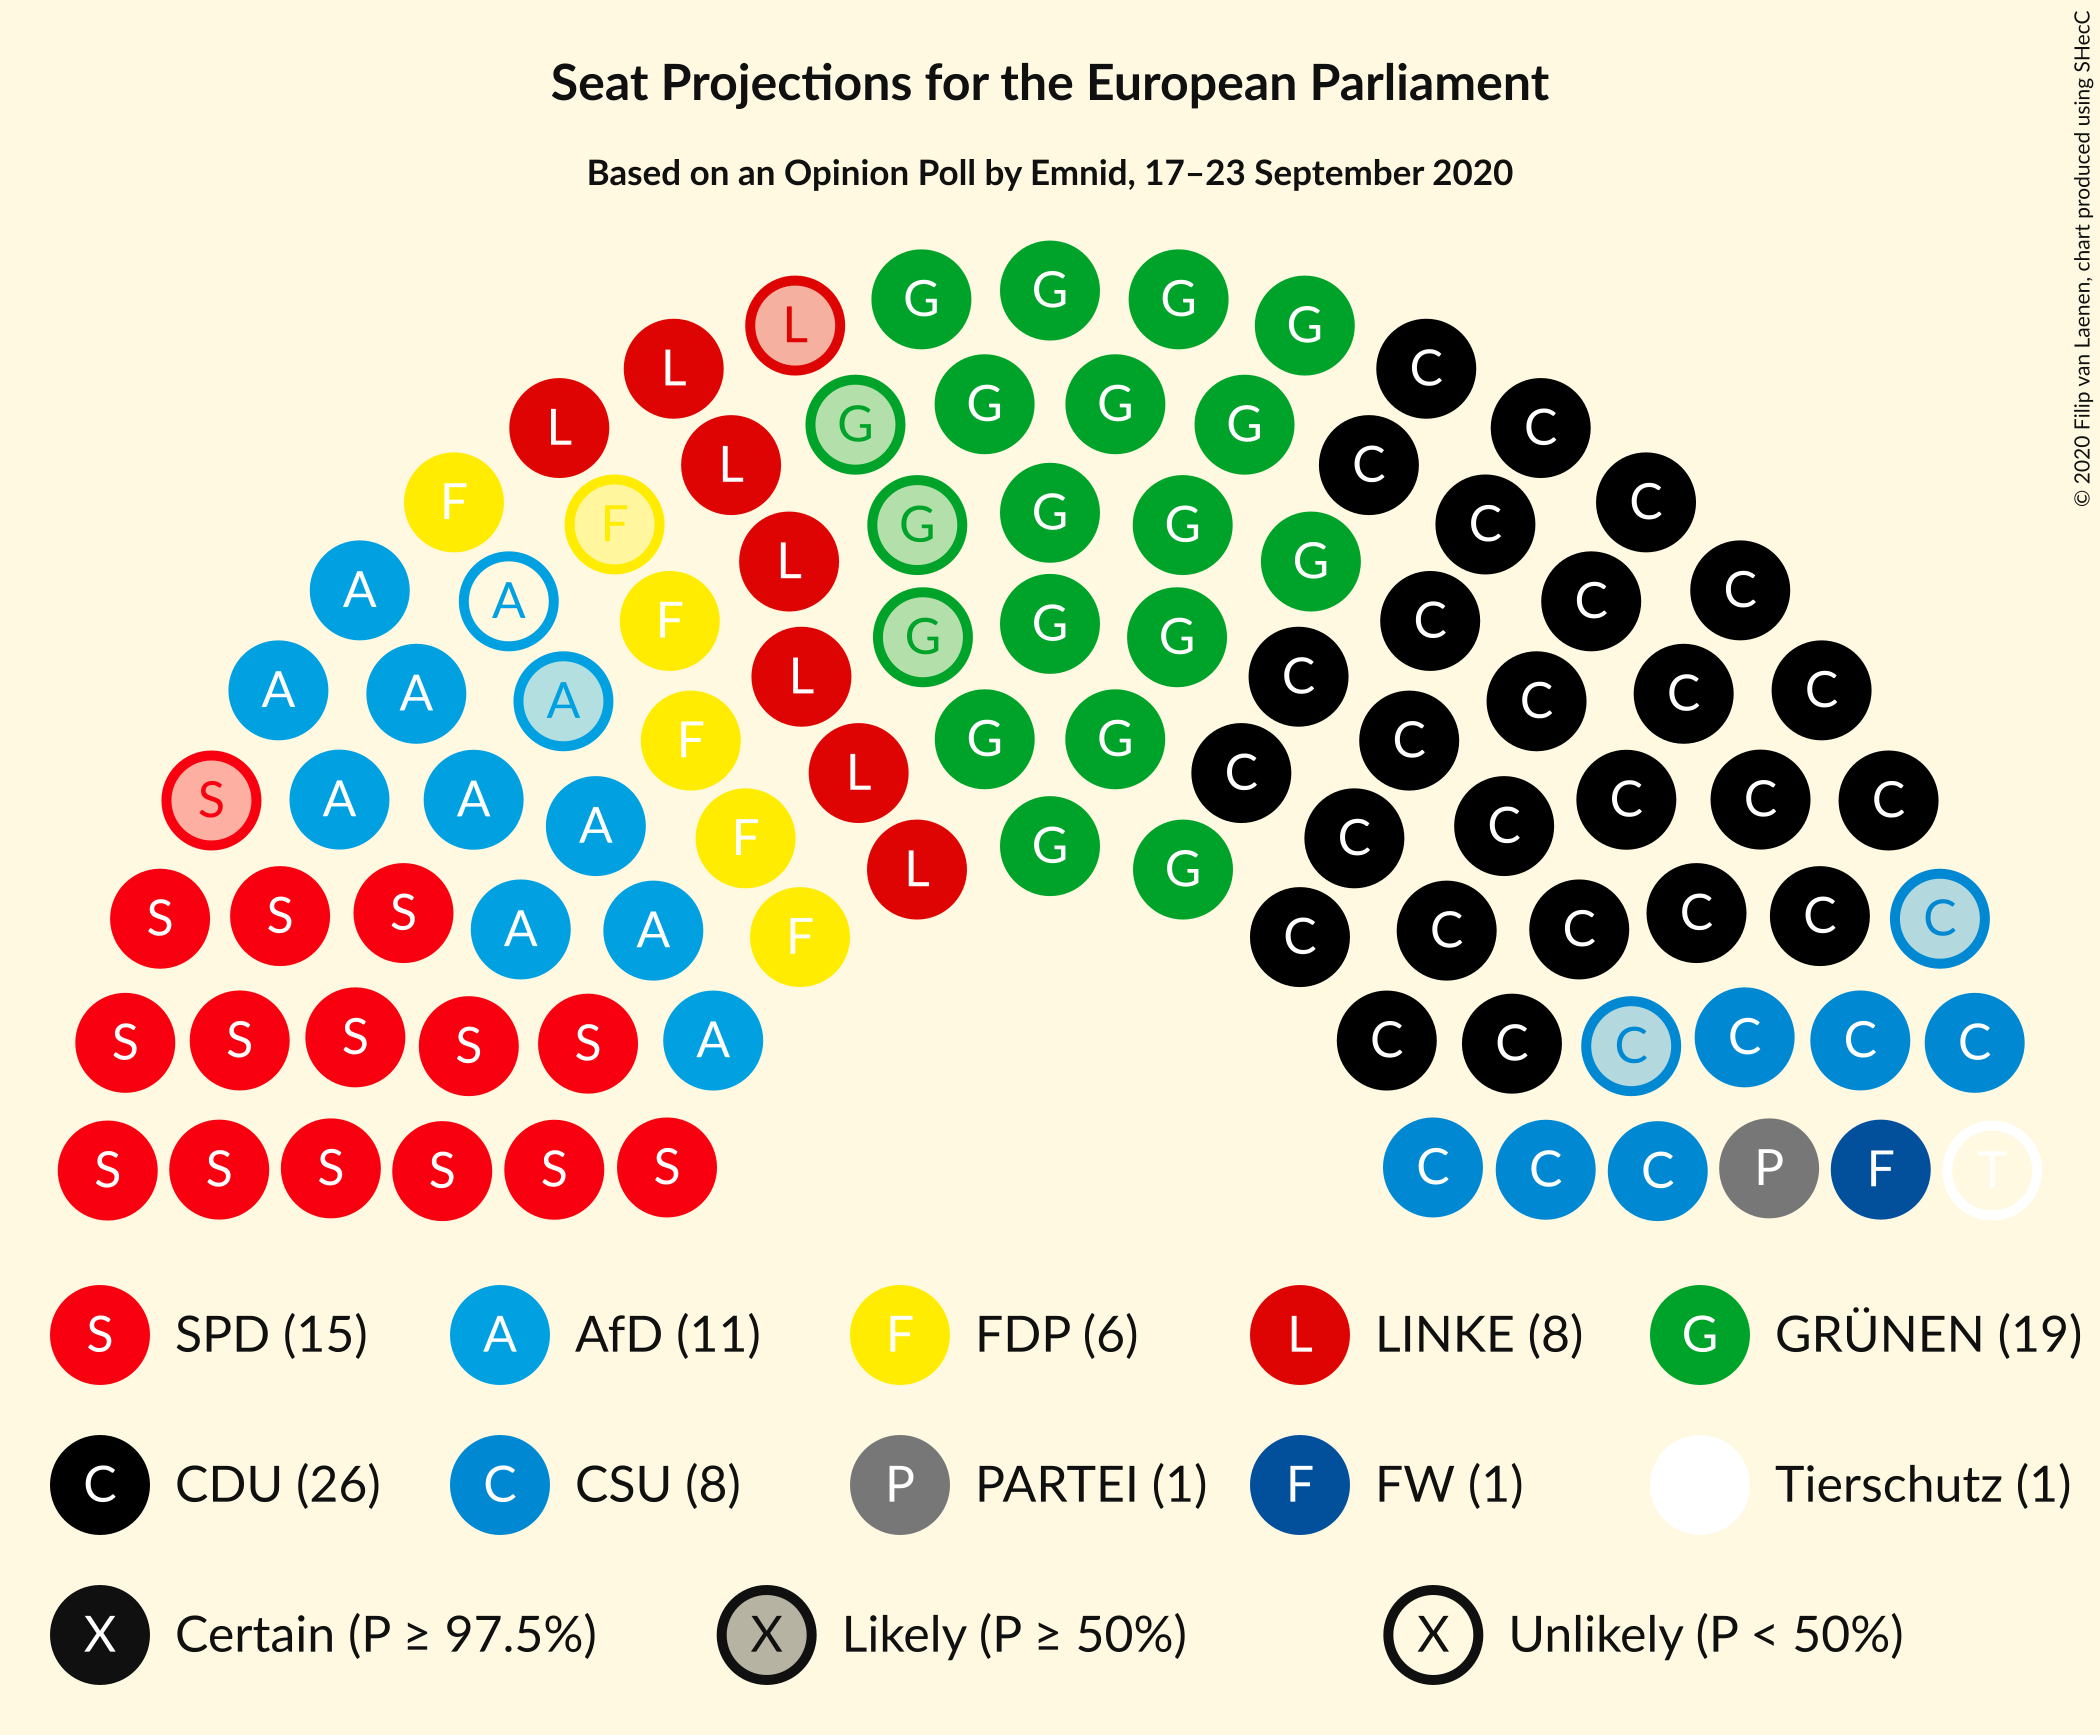 Seat Projections for the European Parliament
Based on an Opinion Poll by Emnid, 17–23 September 2020
© 2020 Filip van Laenen, chart produced using SHecC
G
L G G
G
L C
G G
L G G C
L C
F G G C
F G G C
L G
A A F C C
F C
L G G G C
A A A L C C C C
F C
G G
S A A L C C C C
A F C C
G
L G
S S S A A F C C C C C C
S S S S S A C C C C C C
S S S S S S C C C P F T
S SPD (15) A AfD (11) F FDP (6) L LINKE (8) G GRÜNEN (19)
C CDU (26) C CSU (8) P PARTEI (1) F FW (1) Tierschutz (1)
X Certain (P ≥ 97.5%) X Likely (P ≥ 50%) X Unlikely (P < 50%)